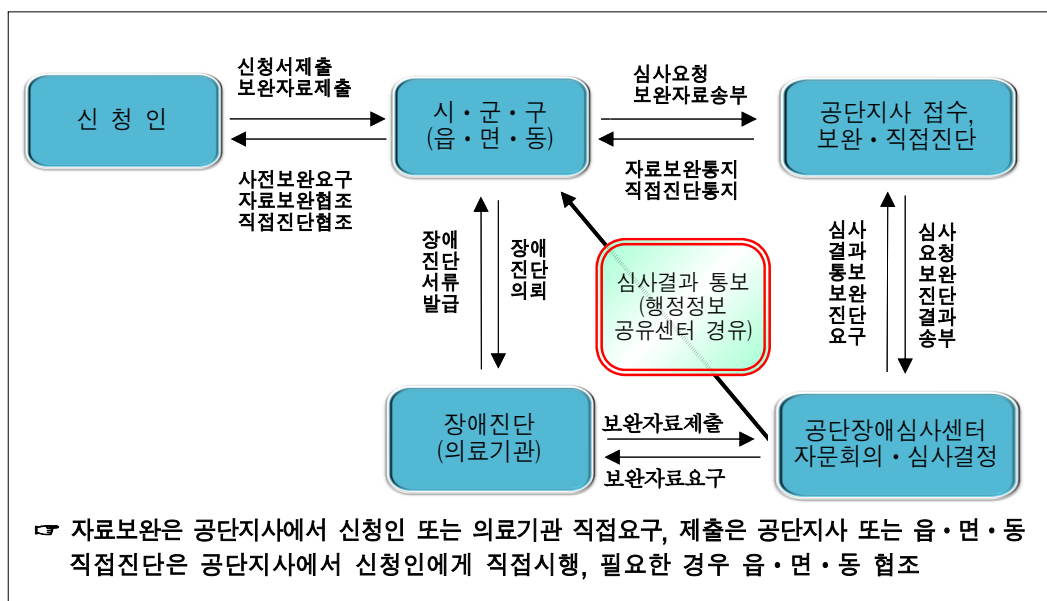 신청서제출
보완자료제출
심사요청
보완자료송부
신 청 인
시・군・구
(읍・면・동)
공단지사 접수,
보완・직접진단
사전보완요구
자료보완협조
직접진단협조
자료보완통지
직접진단통지
장애
진단
서류
발급
장애
진단
의뢰
심사결과 통보
(행정정보
공유센터 경유)
심사
결과
통보
보완
진단
요구
심사
요청
보완
진단
결과
송부
장애진단
(의료기관)
보완자료제출
보완자료요구
공단장애심사센터
자문회의・심사결정
☞ 자료보완은 공단지사에서 신청인 또는 의료기관 직접요구, 제출은 공단지사 또는 읍・면・동
직접진단은 공단지사에서 신청인에게 직접시행, 필요한 경우 읍・면・동 협조